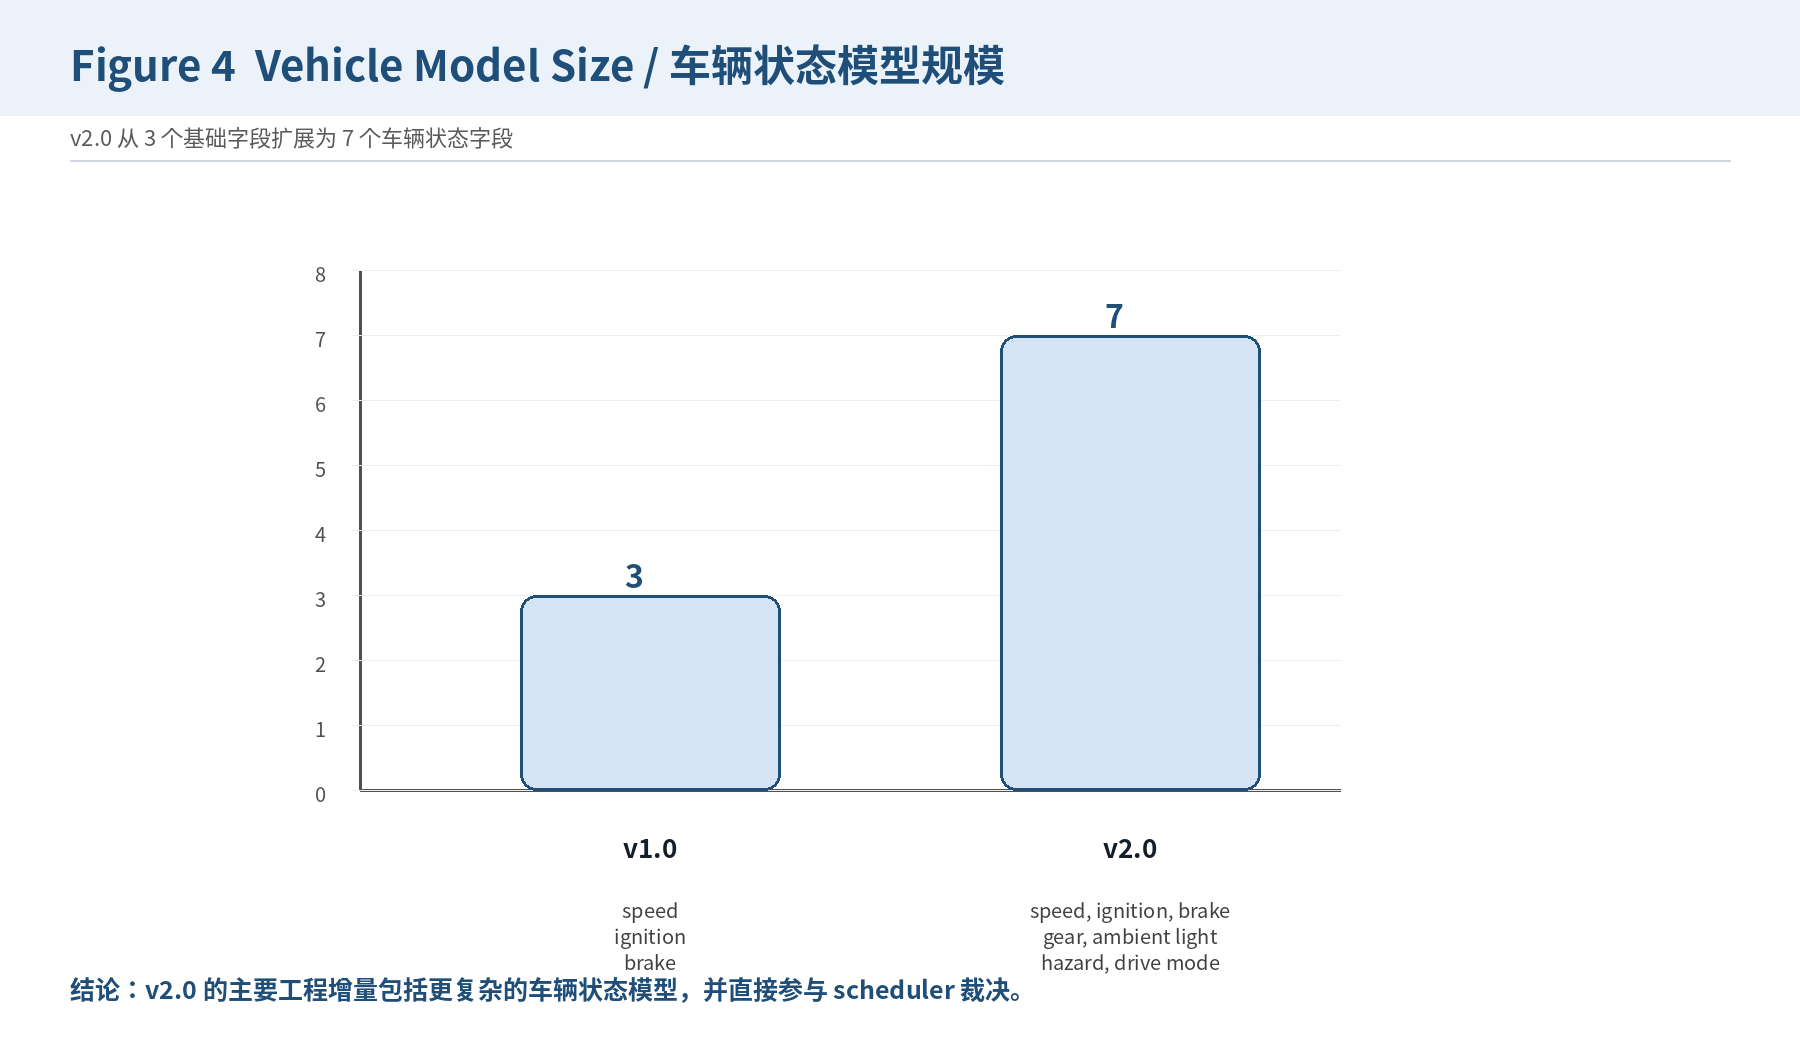 Figure 4 Vehicle Model Size / 车辆状态模型规模
v2.0 从 3 个基础字段扩展为 7 个车辆状态字段
8
7
7
6
5
4
3
3
2
1
0
v1.0
v2.0
speed
ignition
brake
speed, ignition, brake
gear, ambient light
hazard, drive mode
结论：v2.0 的主要工程增量包括更复杂的车辆状态模型，并直接参与 scheduler 裁决。